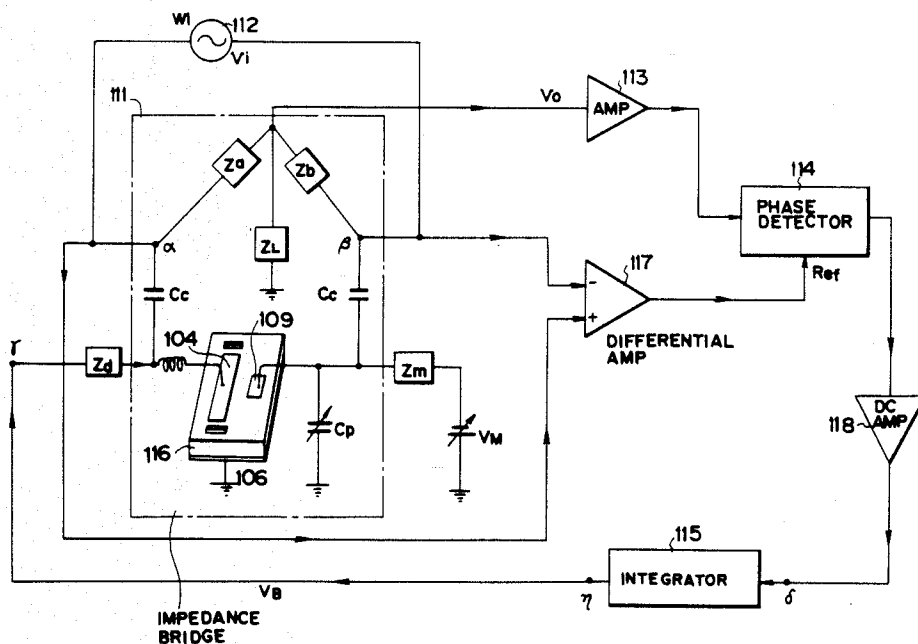 Wi
112
Vi
111
Vo
113
AMP
Za
Zb
114
PHASE
DETECTOR
α
ZL
β
117
Ref
Cc
Cc
-
+
104
109
DIFFERENTIAL
AMP
γ
Zd
Zm
Cp
VM
DC
AMP
118
116
106
115
INTEGRATOR
VB
η
δ
IMPEDANCE
BRIDGE